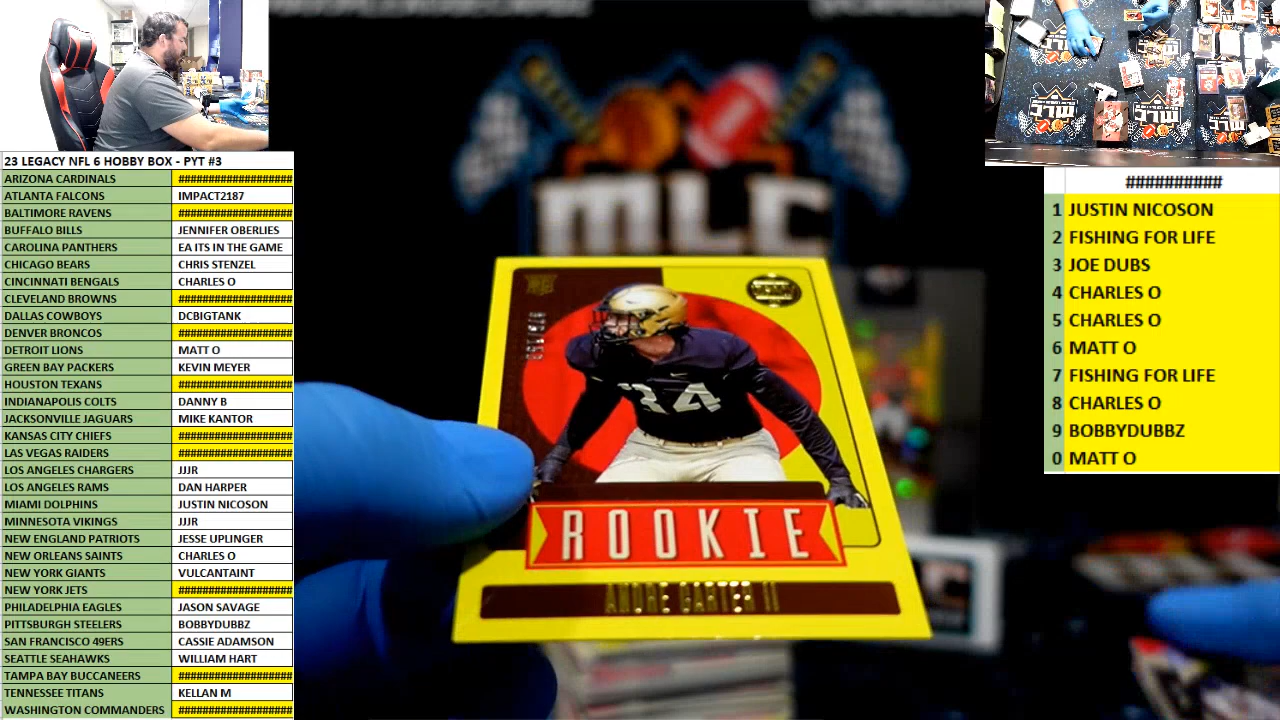 23 LEGACY NFL 6 HOBBY BOX - PYT #3
ARIZONA CARDINALS ##################
ATLANTA FALCONS IMPACT2187
BALTIMORE RAVENS ##################
BUFFALO BILLS JENNIFER OBERLIES
CAROLINA PANTHERS EA ITS IN THE GAME
CHICAGO BEARS CHRIS STENZEL
CINCINNATI BENGALS CHARLES O
CLEVELAND BROWNS ##################
DALLAS COWBOYS DCBIGTANK
DENVER BRONCOS ##################
DETROIT LIONS MATT O
GREEN BAY PACKERS KEVIN MEYER
HOUSTON TEXANS ##################
INDIANAPOLIS COLTS DANNY B
JACKSONVILLE JAGUARS MIKE KANTOR
KANSAS CITY CHIEFS ##################
LAS VEGAS RAIDERS ##################
LOS ANGELES CHARGERS JJJR
LOS ANGELES RAMS DAN HARPER
MIAMI DOLPHINS JUSTIN NICOSON
MINNESOTA VIKINGS JJJR
NEW ENGLAND PATRIOTS JESSE UPLINGER
NEW ORLEANS SAINTS CHARLES O
NEW YORK GIANTS VULCANTAINT
NEW YORK JETS ##################
PHILADELPHIA EAGLES JASON SAVAGE
PITTSBURGH STEELERS BOBBYDUBBZ
SAN FRANCISCO 49ERS CASSIE ADAMSON
SEATTLE SEAHAWKS WILLIAM HART
TAMPA BAY BUCCANEERS ##################
TENNESSEE TITANS KELLAN M
WASHINGTON COMMANDERS ##################
MLC
34
ROOKIE
ANDRE CARTER II
##########
1 JUSTIN NICOSON
2 FISHING FOR LIFE
3 JOE DUBS
4 CHARLES O
5 CHARLES O
6 MATT O
7 FISHING FOR LIFE
8 CHARLES O
9 BOBBYDUBBZ
0 MATT O